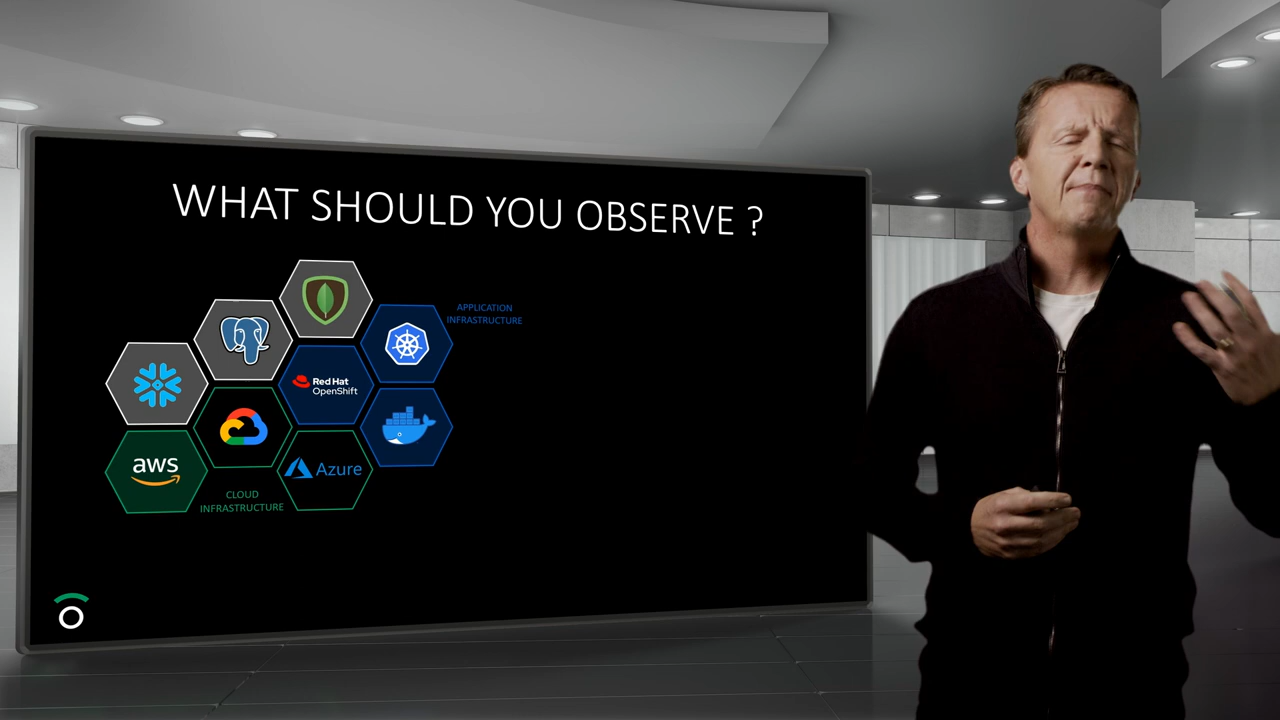 WHAT SHOULD YOU OBSERVE ?
APPLICATION
INFRASTRUCTURE
Red Hat
OpenShift
aws
Azure
CLOUD
INFRASTRUCTURE